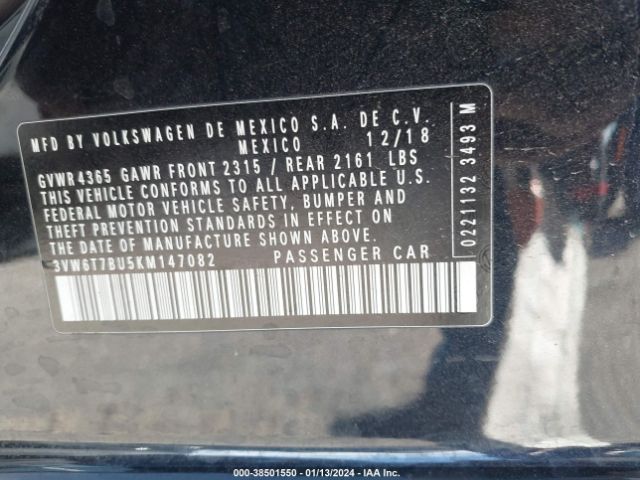 MFD BY VOLKSWAGEN DE MEXICO S.A. DE C.V.
MEXICO 12/18
GVWR 4365 GAWR FRONT 2315 / REAR 2161 LBS
THIS VEHICLE CONFORMS TO ALL APPLICABLE U.S.
FEDERAL MOTOR VEHICLE SAFETY, BUMPER AND
THEFT PREVENTION STANDARDS IN EFFECT ON
THE DATE OF MANUFACTURE SHOWN ABOVE.
3VW6T7BU5KM147082 PASSENGER CAR
0221132 3493 M
000-38501550 - 01/13/2024 - IAA Inc.